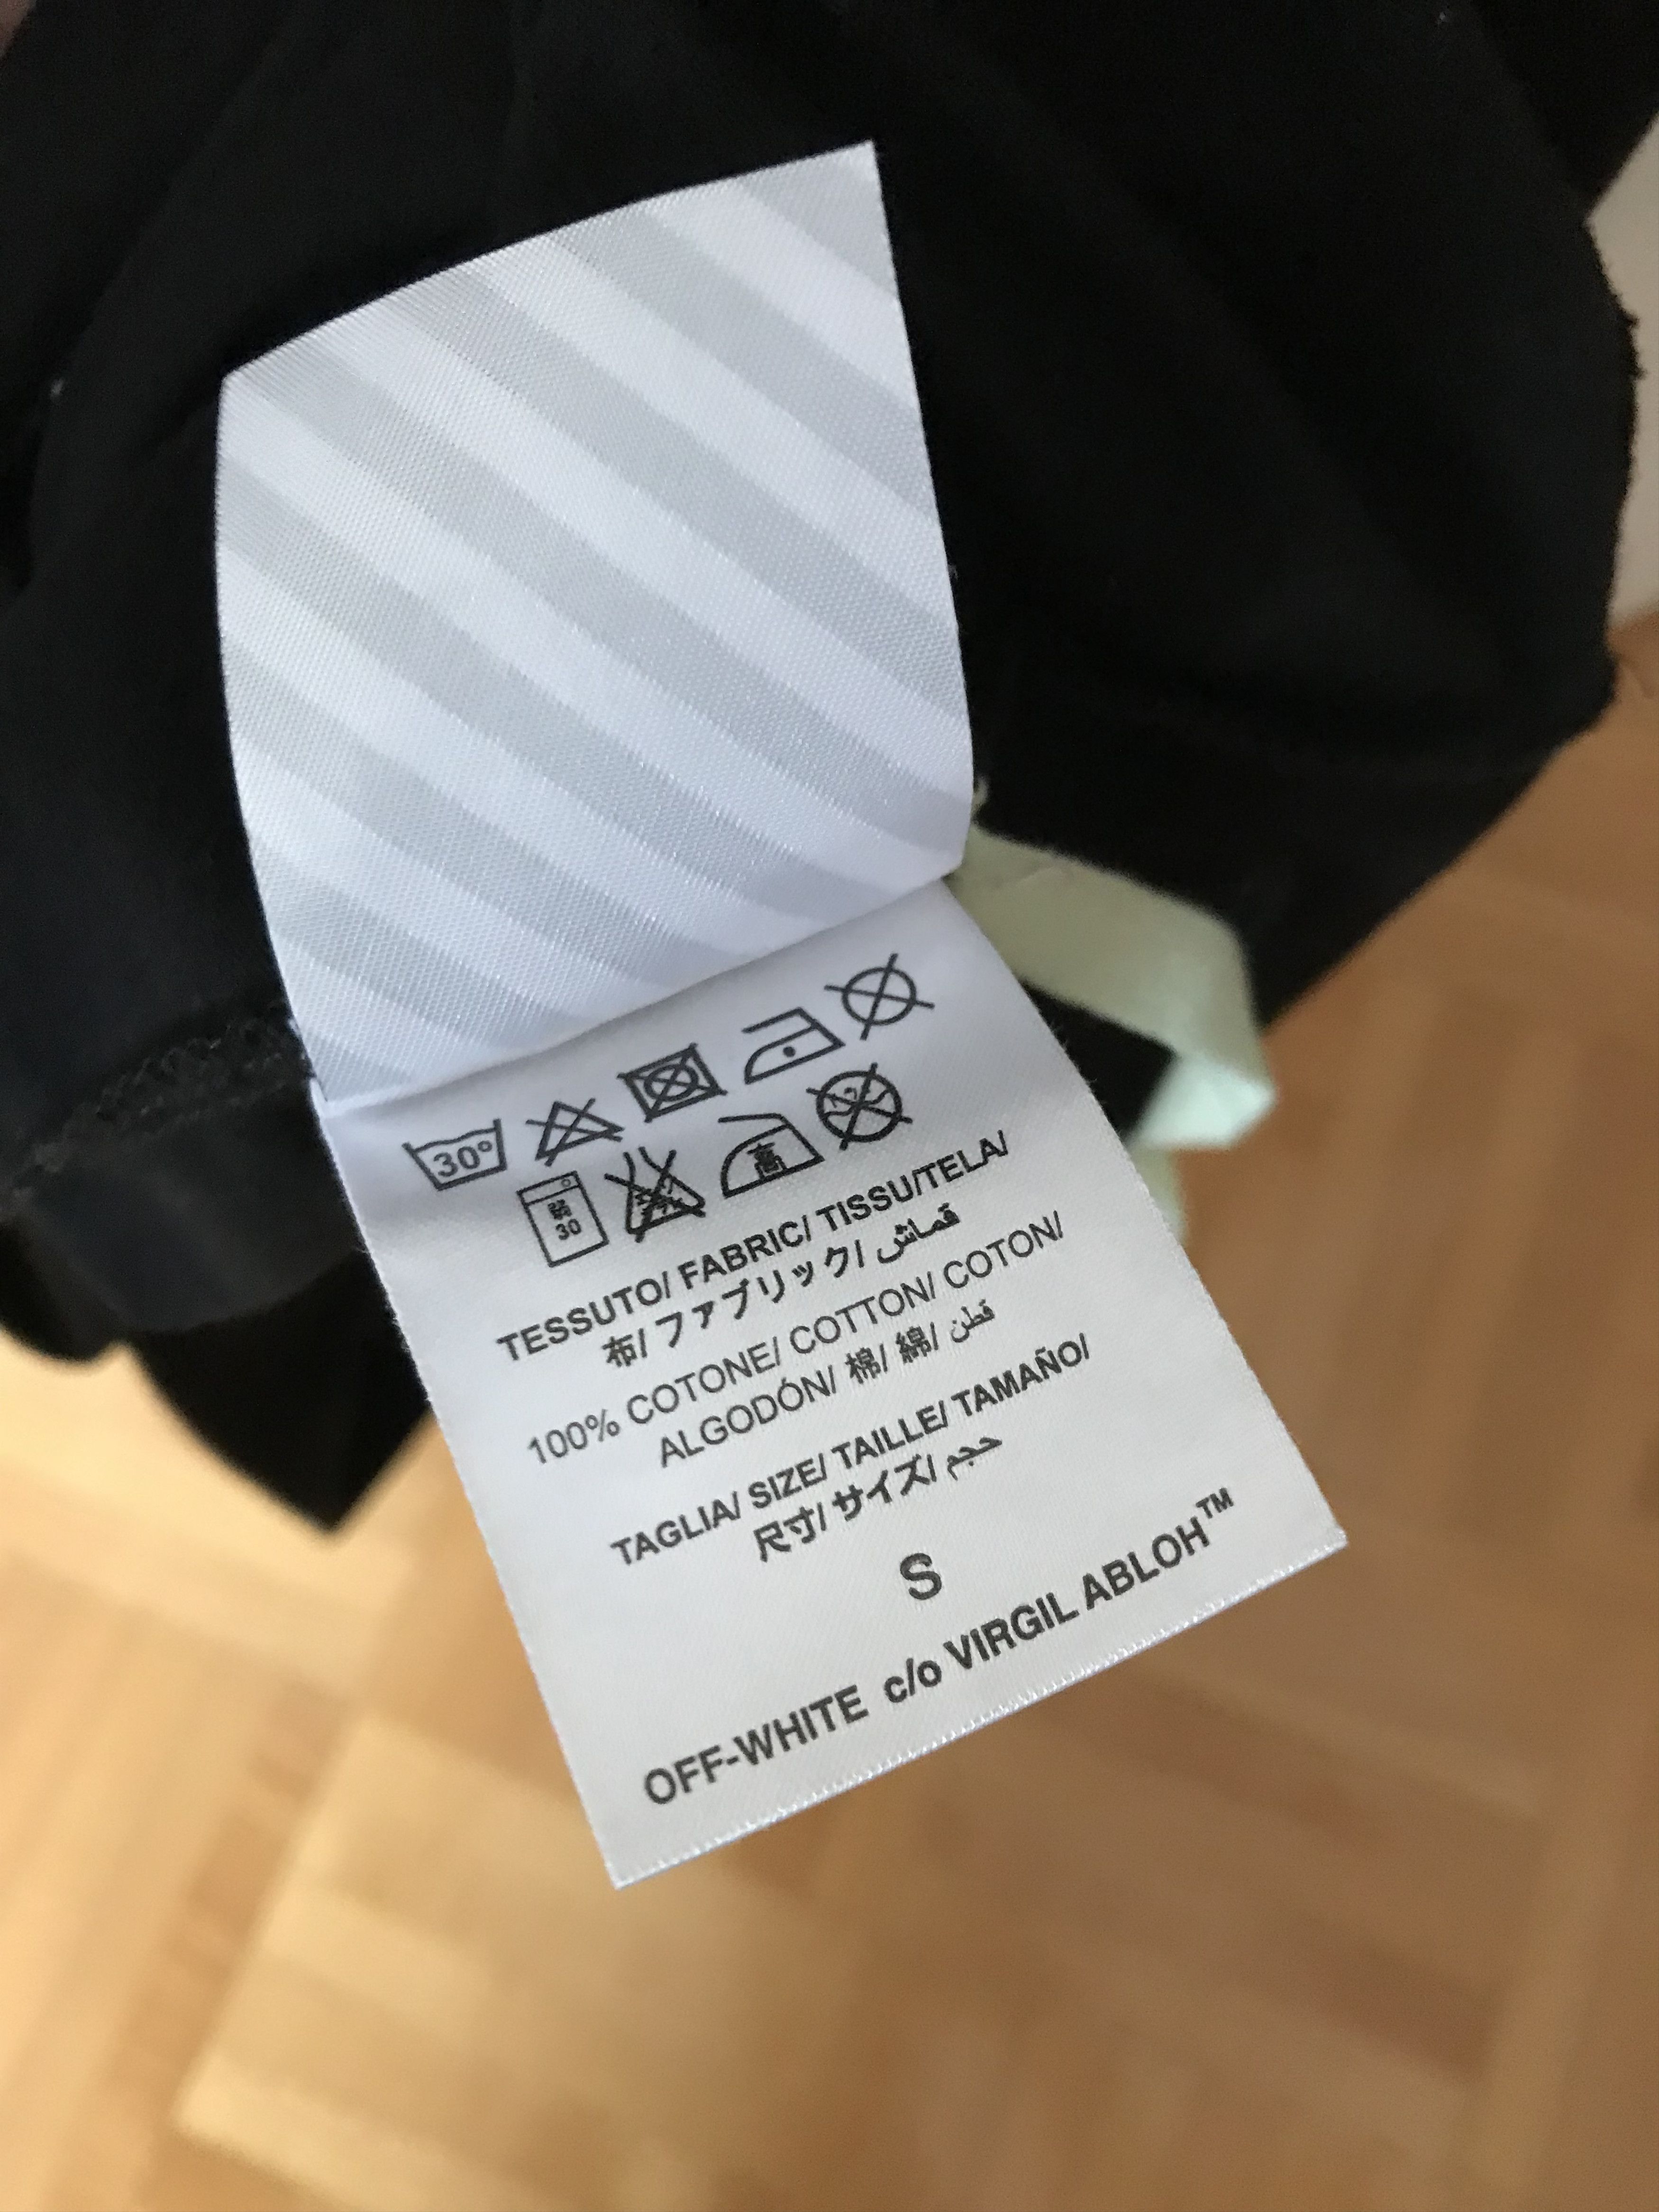 30°
30
高
TESSUTO/ FABRIC/ TISSU/TELA/
布/ ファブリック/ قماش
100% COTONE/ COTTON/ COTON/
ALGODÓN/ 棉/ 綿/ قطن
TAGLIA/ SIZE/ TAILLE/ TAMAÑO/
尺寸/ サイズ/ حجم
S
OFF-WHITE c/o VIRGIL ABLOH™